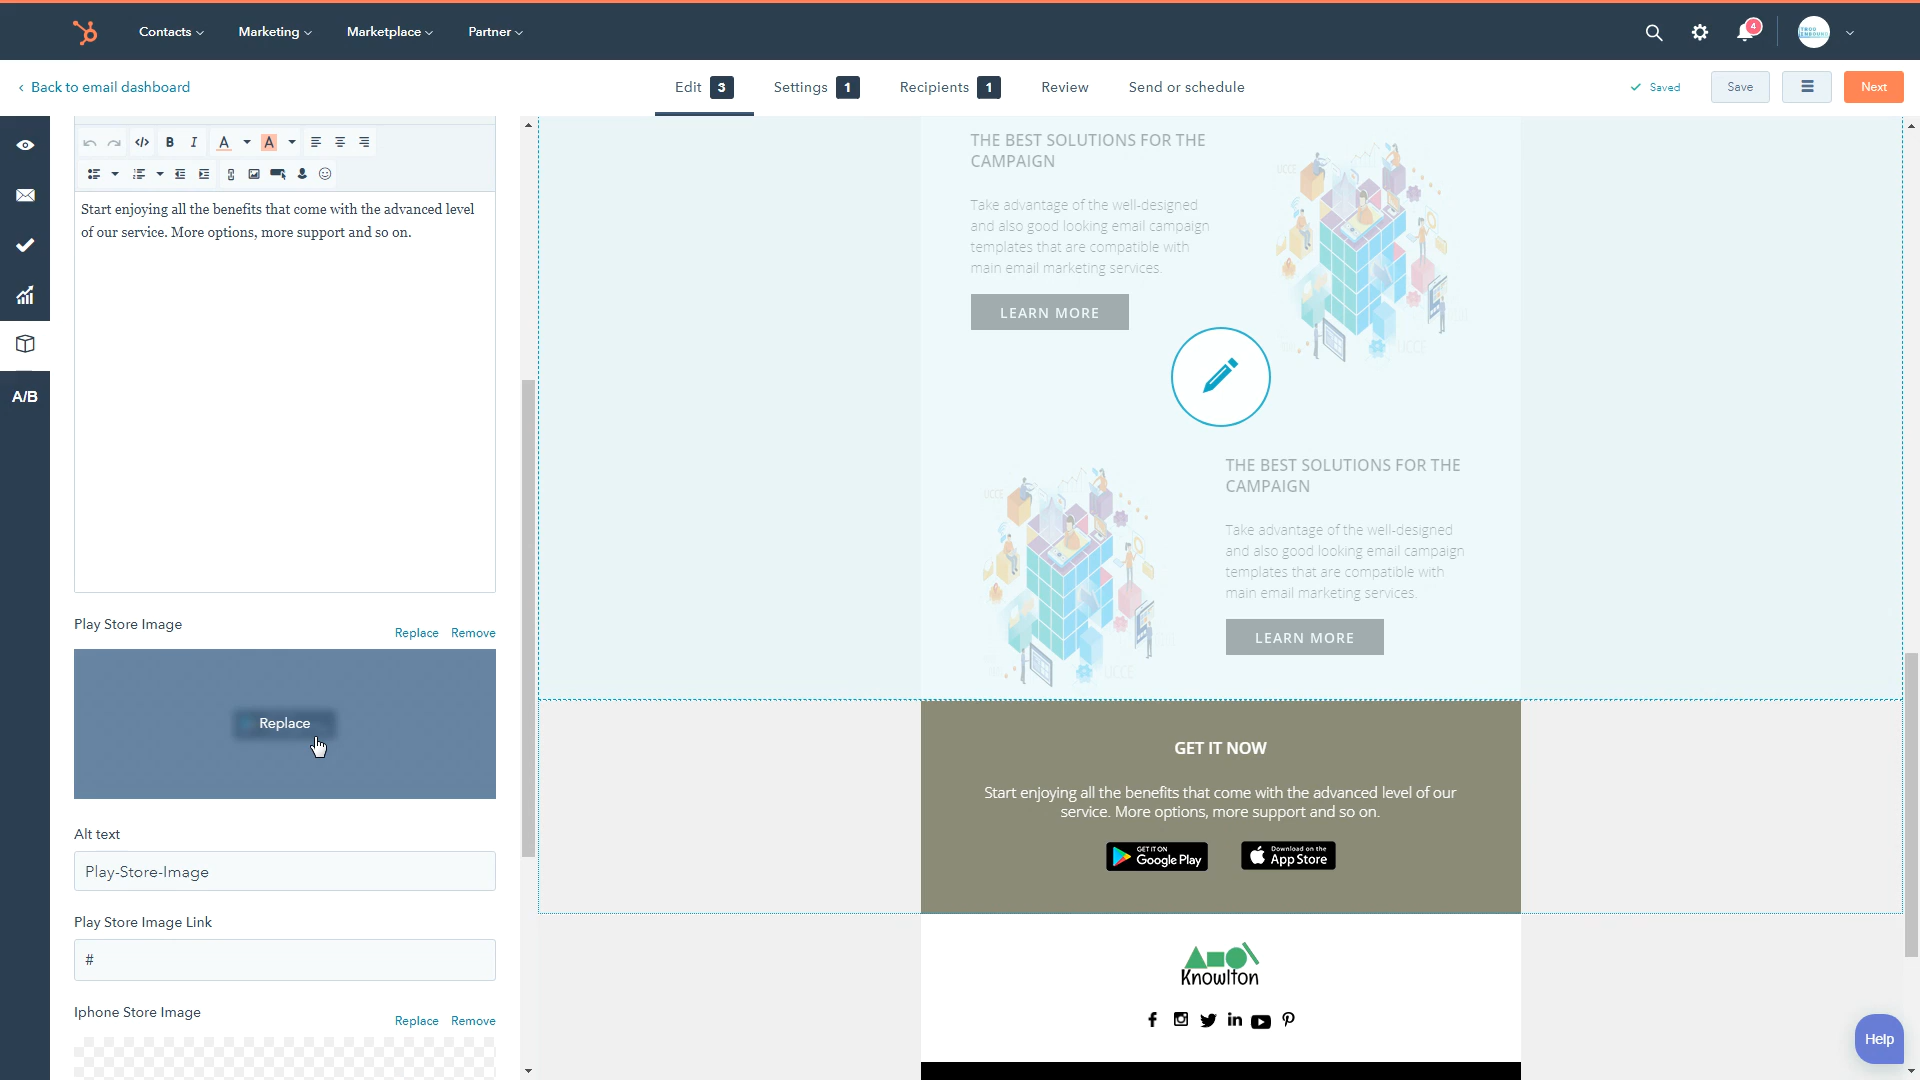 Contacts
Marketing
Marketplace
Partner
4
Back to email dashboard
Edit 3
Settings 1
Recipients 1
Review
Send or schedule
Saved
Save
Next
A/B
Start enjoying all the benefits that come with the advanced level
of our service. More options, more support and so on.
Play Store Image
Replace Remove
Replace
Alt text
Play-Store-Image
Play Store Image Link
#
Iphone Store Image
Replace Remove
THE BEST SOLUTIONS FOR THE
CAMPAIGN
Take advantage of the well-designed
and also good looking email campaign
templates that are compatible with
main email marketing services.
LEARN MORE
UCCE
UCCE
THE BEST SOLUTIONS FOR THE
CAMPAIGN
Take advantage of the well-designed
and also good looking email campaign
templates that are compatible with
main email marketing services.
LEARN MORE
UCCE
UCCE
GET IT NOW
Start enjoying all the benefits that come with the advanced level of our
service. More options, more support and so on.
GET IT ON
Google Play
Download on the
App Store
Knowlton
Help